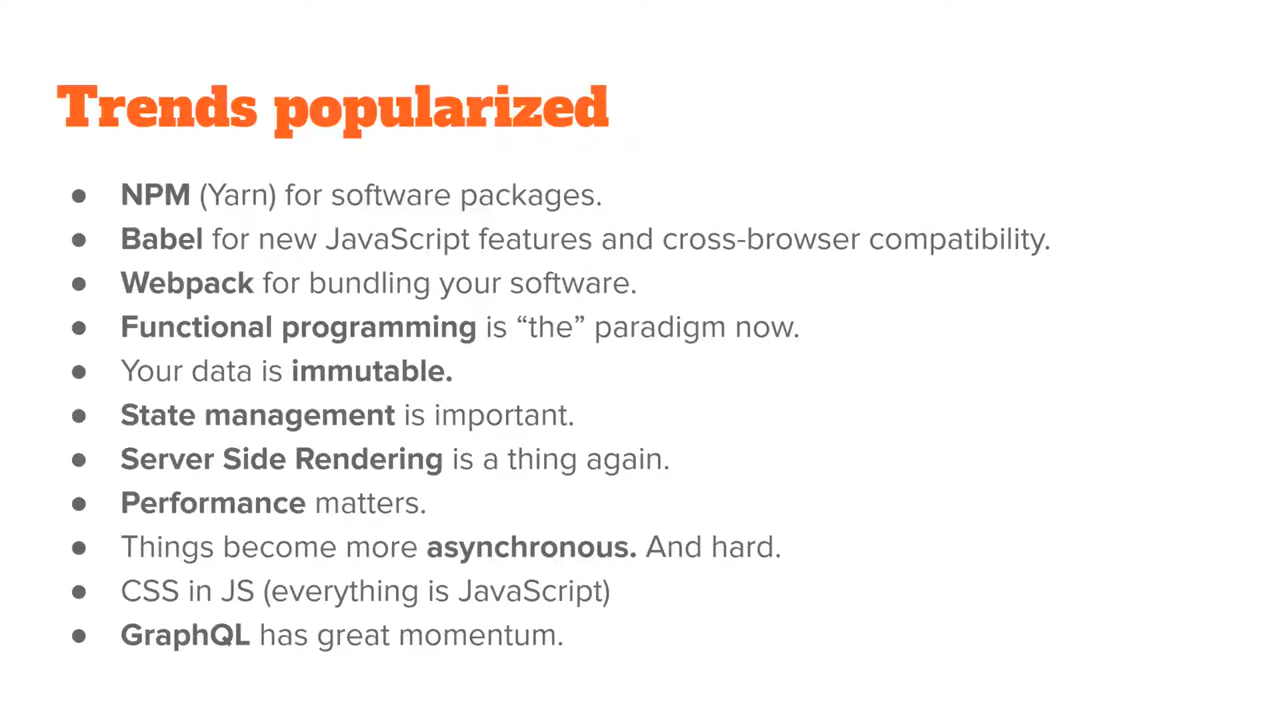 Trends popularized
● NPM (Yarn) for software packages.
● Babel for new JavaScript features and cross-browser compatibility.
● Webpack for bundling your software.
● Functional programming is “the” paradigm now.
● Your data is immutable.
● State management is important.
● Server Side Rendering is a thing again.
● Performance matters.
● Things become more asynchronous. And hard.
● CSS in JS (everything is JavaScript)
● GraphQL has great momentum.